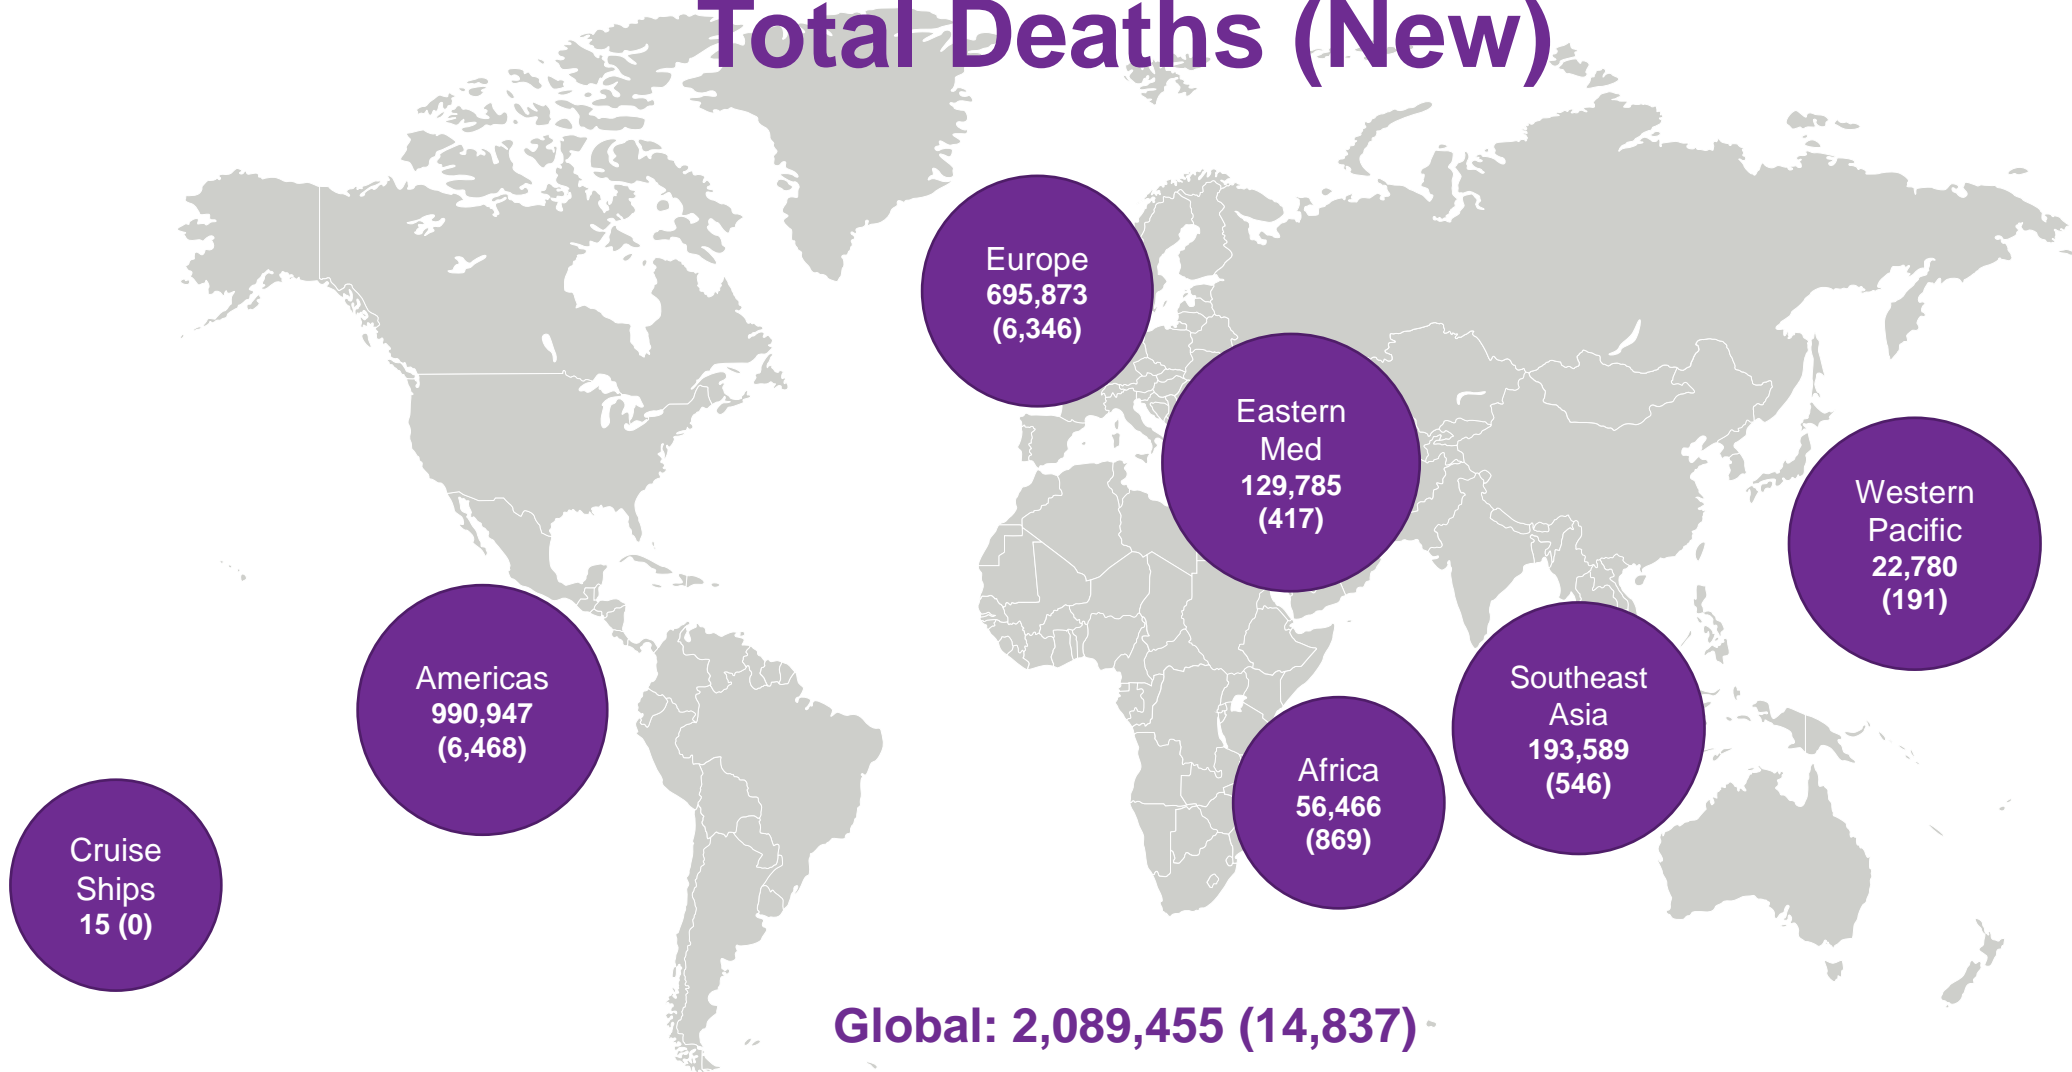 Total Deaths (New)
Europe
695,873
(6,346)
Eastern
Med
129,785
(417)
Western
Pacific
22,780
(191)
Americas
990,947
(6,468)
Southeast
Asia
193,589
(546)
Africa
56,466
(869)
Cruise
Ships
15 (0)
Global: 2,089,455 (14,837)